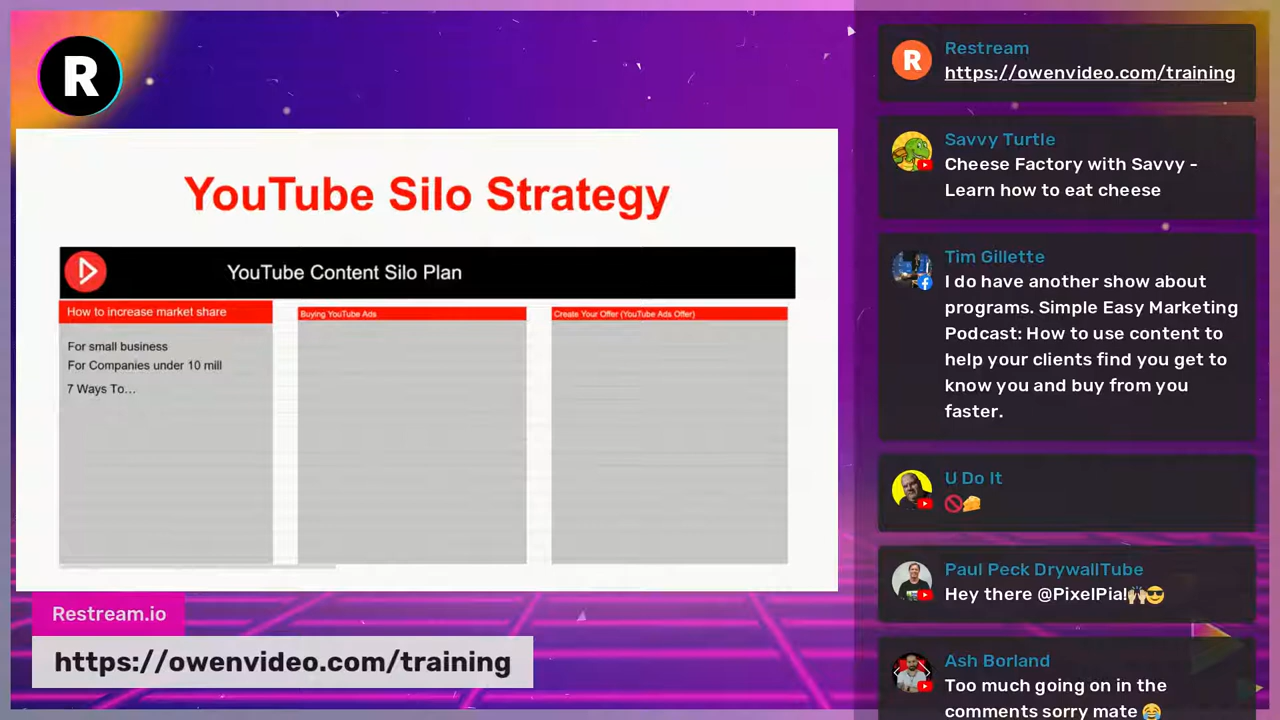 R
YouTube Silo Strategy
YouTube Content Silo Plan
How to increase market share
For small business
For Companies under 10 mill
7 Ways To...
Buying YouTube Ads
Create Your Offer (YouTube Ads Offer)
Restream.io
https://owenvideo.com/training
R
Restream
https://owenvideo.com/training
Savvy Turtle
Cheese Factory with Savvy -
Learn how to eat cheese
Tim Gillette
I do have another show about
programs. Simple Easy Marketing
Podcast: How to use content to
help your clients find you get to
know you and buy from you
faster.
U Do It
🚫🧀
Paul Peck DrywallTube
Hey there @PixelPia!🙌🏼😎
Ash Borland
Too much going on in the
comments sorry mate 😂